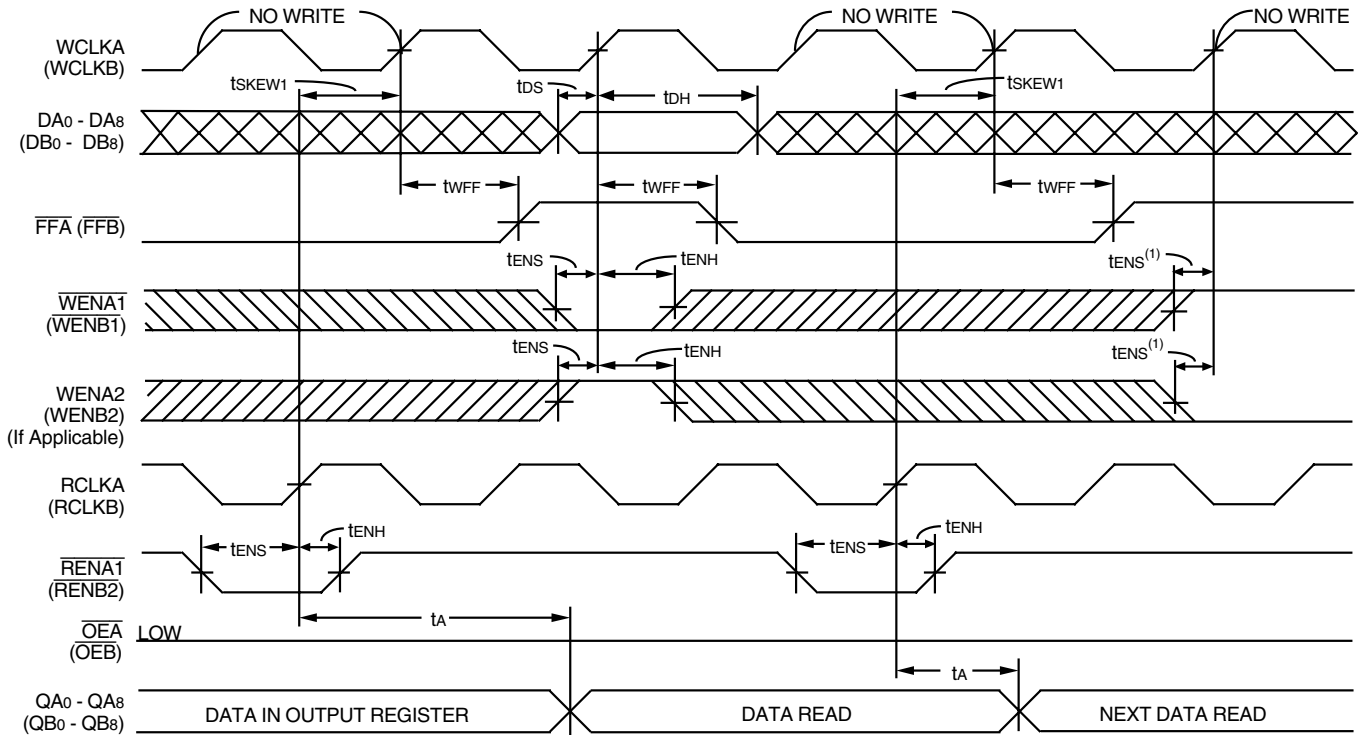 NO WRITE NO WRITE NO WRITE
WCLKA
(WCLKB)
tSKEW1 tDS tDH tSKEW1
DA0 - DA8
(DB0 - DB8)
tWFF tWFF tWFF
FFA (FFB)
tENS tENH tENS(1)
WENA1
(WENB1)
tENS tENH tENS(1)
WENA2
(WENB2)
(If Applicable)
RCLKA
(RCLKB)
tENS tENH tENS tENH
RENA1
(RENB2)
tA
OEA LOW
(OEB)
tA
QA0 - QA8
(QB0 - QB8)
DATA IN OUTPUT REGISTER DATA READ NEXT DATA READ